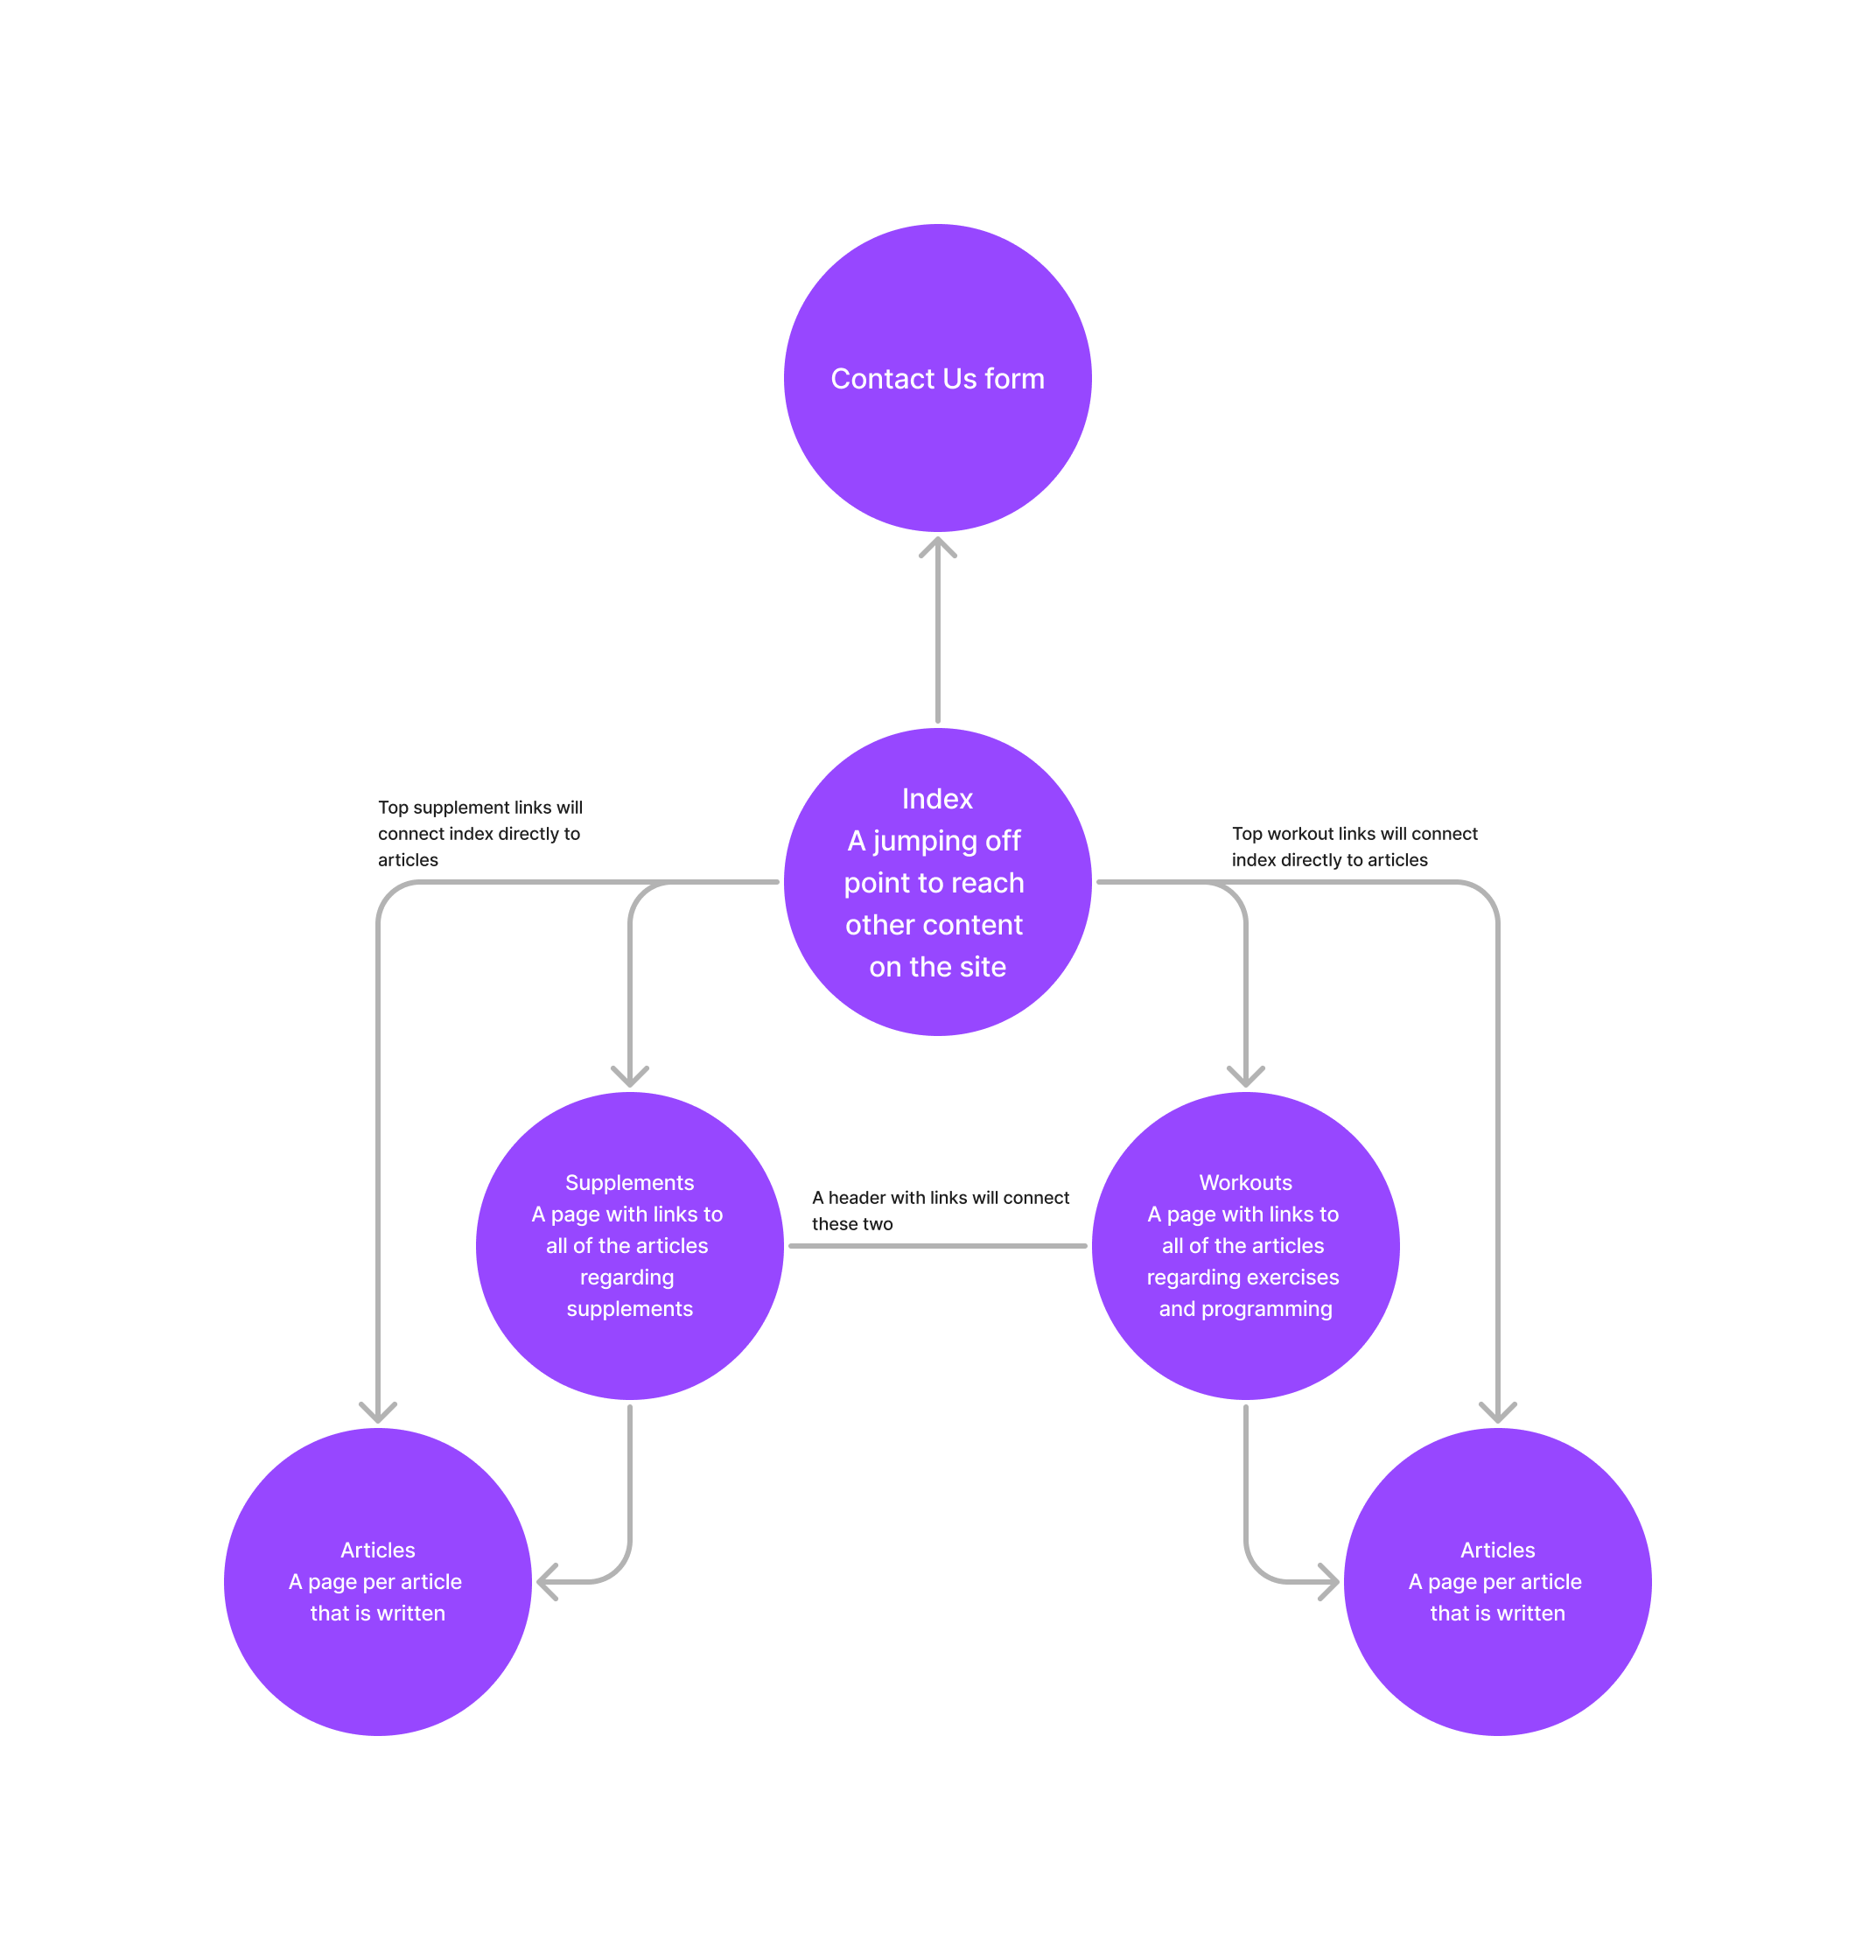 Contact Us form
Index
A jumping off
point to reach
other content
on the site
Top supplement links will
connect index directly to
articles
Top workout links will connect
index directly to articles
Supplements
A page with links to
all of the articles
regarding
supplements
A header with links will connect
these two
Workouts
A page with links to
all of the articles
regarding exercises
and programming
Articles
A page per article
that is written
Articles
A page per article
that is written